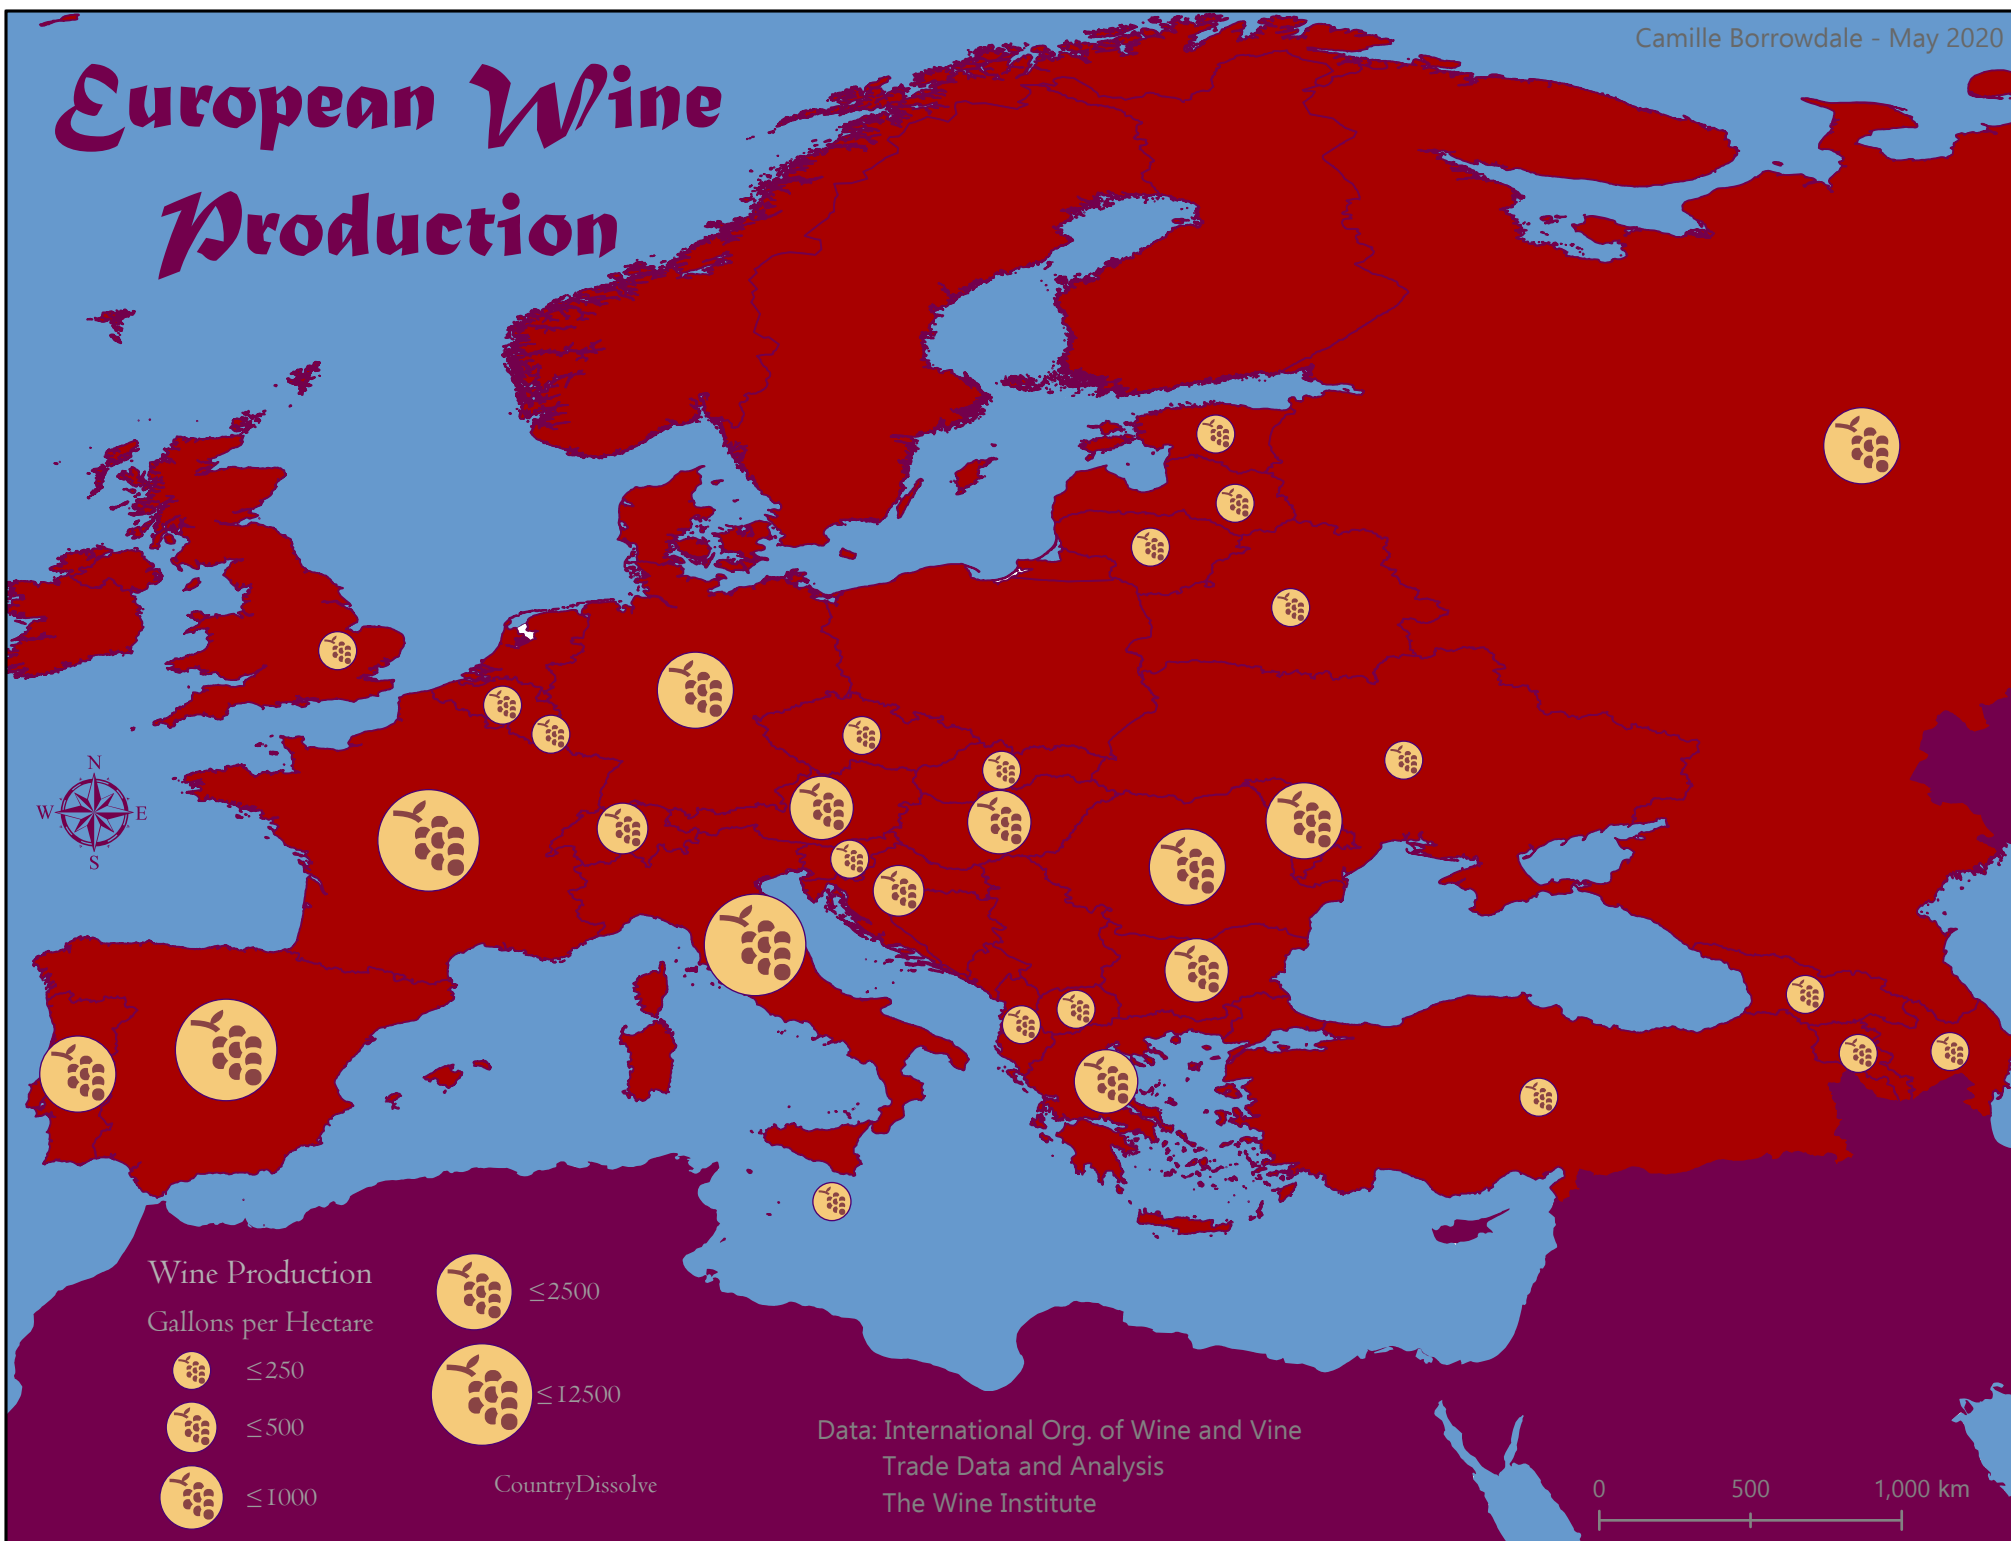 Camille Borrowdale - May 2020
European Wine
Production
N
W E
S
Wine Production
Gallons per Hectare
≤250
≤500
≤1000
≤2500
≤12500
CountryDissolve
Data: International Org. of Wine and Vine
Trade Data and Analysis
The Wine Institute
0 500 1,000 km